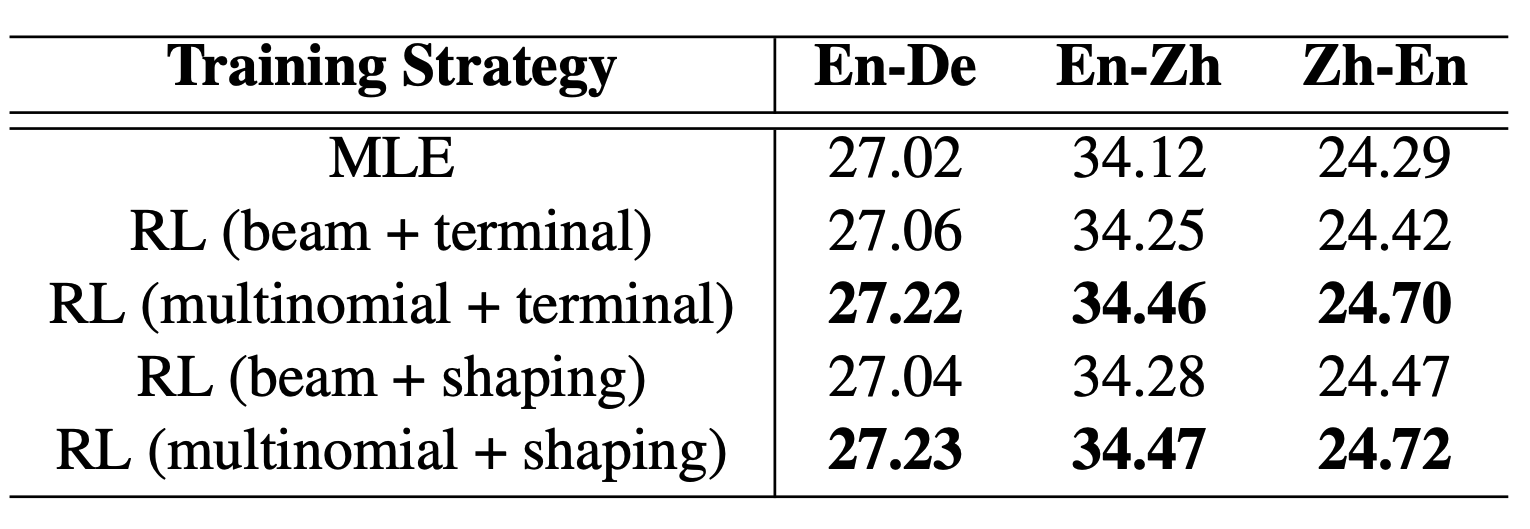 Training Strategy En-De En-Zh Zh-En
MLE 27.02 34.12 24.29
RL (beam + terminal) 27.06 34.25 24.42
RL (multinomial + terminal) 27.22 34.46 24.70
RL (beam + shaping) 27.04 34.28 24.47
RL (multinomial + shaping) 27.23 34.47 24.72